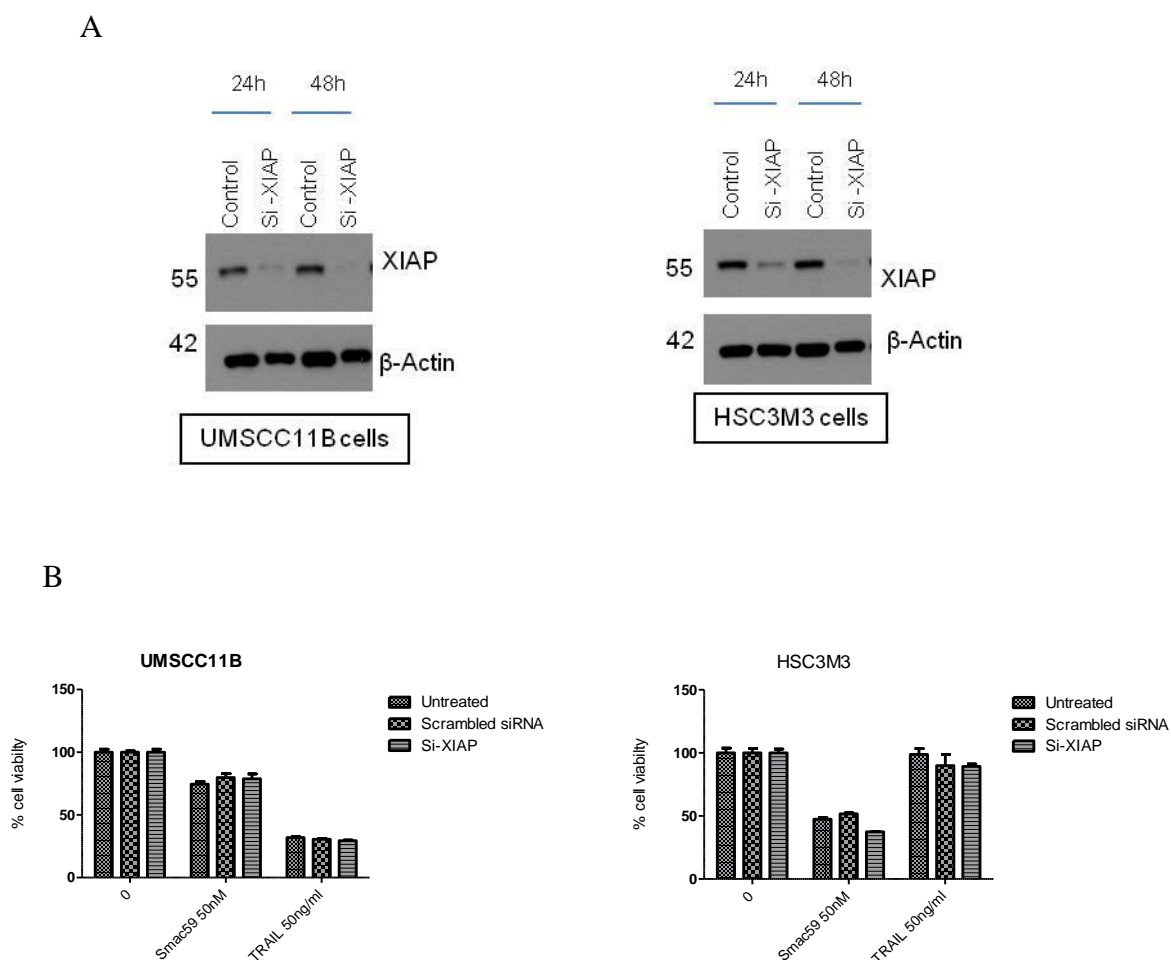 A
24h 48h
Control
Si -XIAP
Control
Si -XIAP
55
XIAP
42
β-Actin
UMSCC11B cells
24h 48h
Control
Si -XIAP
Control
Si -XIAP
55
XIAP
42
β-Actin
HSC3M3 cells
B
UMSCC11B
150
100
50
0
% cell viabilty
0
Smac59 50nM
TRAIL 50ng/ml
Untreated
Scrambled siRNA
Si-XIAP
HSC3M3
150
100
50
0
% cell viability
0
Smac59 50nM
TRAIL 50ng/ml
Untreated
Scrambled siRNA
Si-XIAP